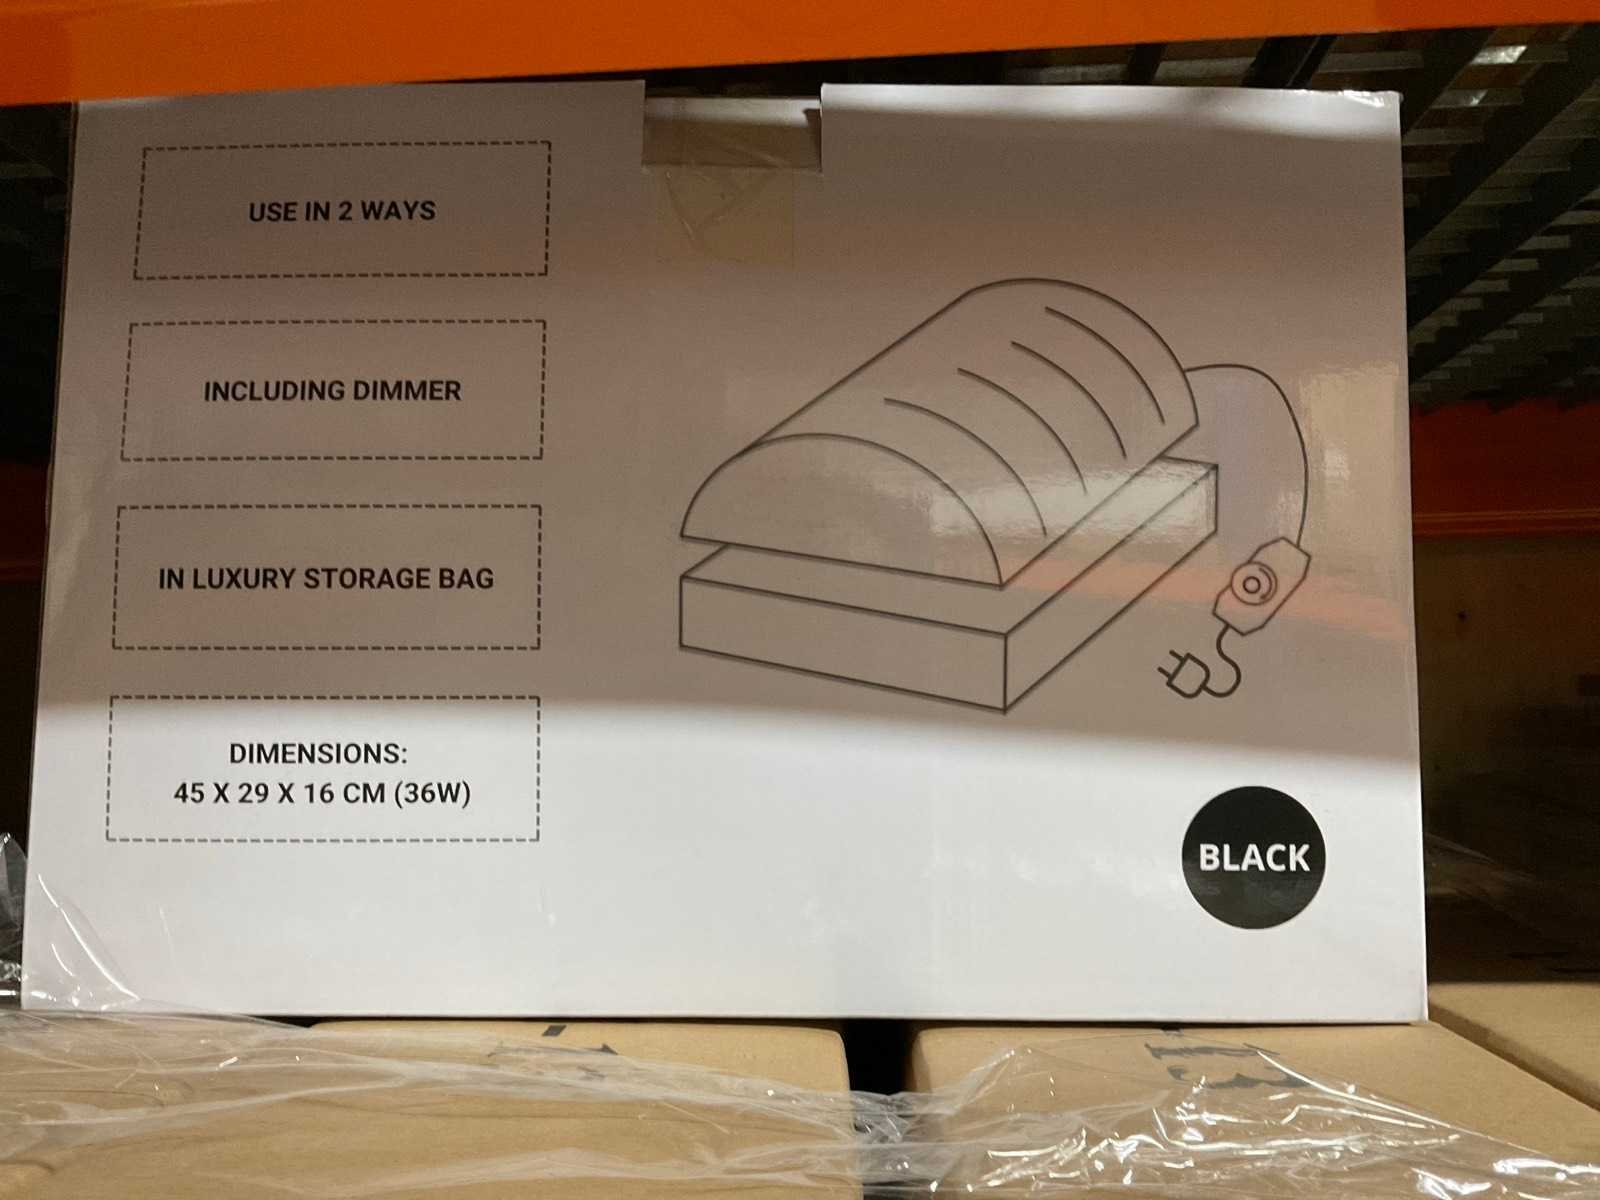 USE IN 2 WAYS
INCLUDING DIMMER
IN LUXURY STORAGE BAG
DIMENSIONS:
45 X 29 X 16 CM (36W)
BLACK